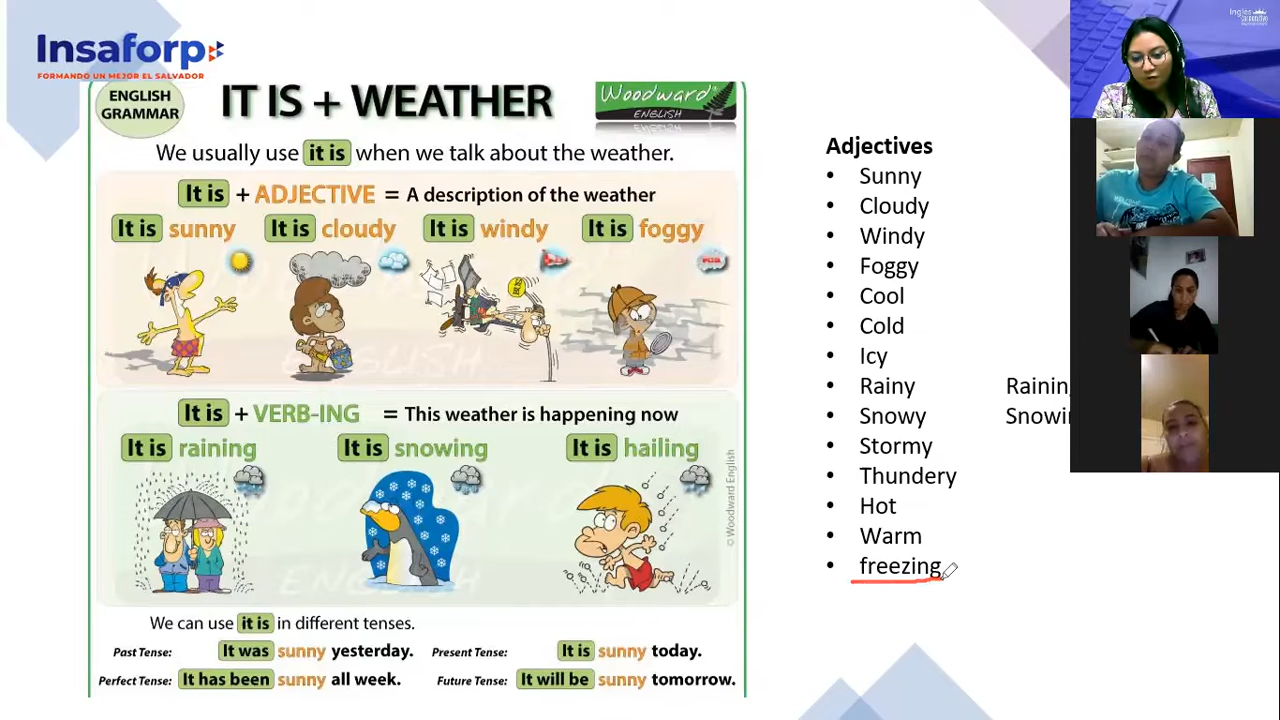 Insaforp
FORMANDO UN MEJOR EL SALVADOR
ENGLISH
GRAMMAR
IT IS + WEATHER
Woodward
ENGLISH
We usually use it is when we talk about the weather.
It is + ADJECTIVE = A description of the weather
It is sunny It is cloudy It is windy It is foggy
It is + VERB-ING = This weather is happening now
It is raining It is snowing It is hailing
© Woodward English
We can use it is in different tenses.
Past Tense: It was sunny yesterday. Present Tense: It is sunny today.
Perfect Tense: It has been sunny all week. Future Tense: It will be sunny tomorrow.
Adjectives
• Sunny
• Cloudy
• Windy
• Foggy
• Cool
• Cold
• Icy
• Rainy Rainin
• Snowy Snowin
• Stormy
• Thundery
• Hot
• Warm
• freezing
Ingles